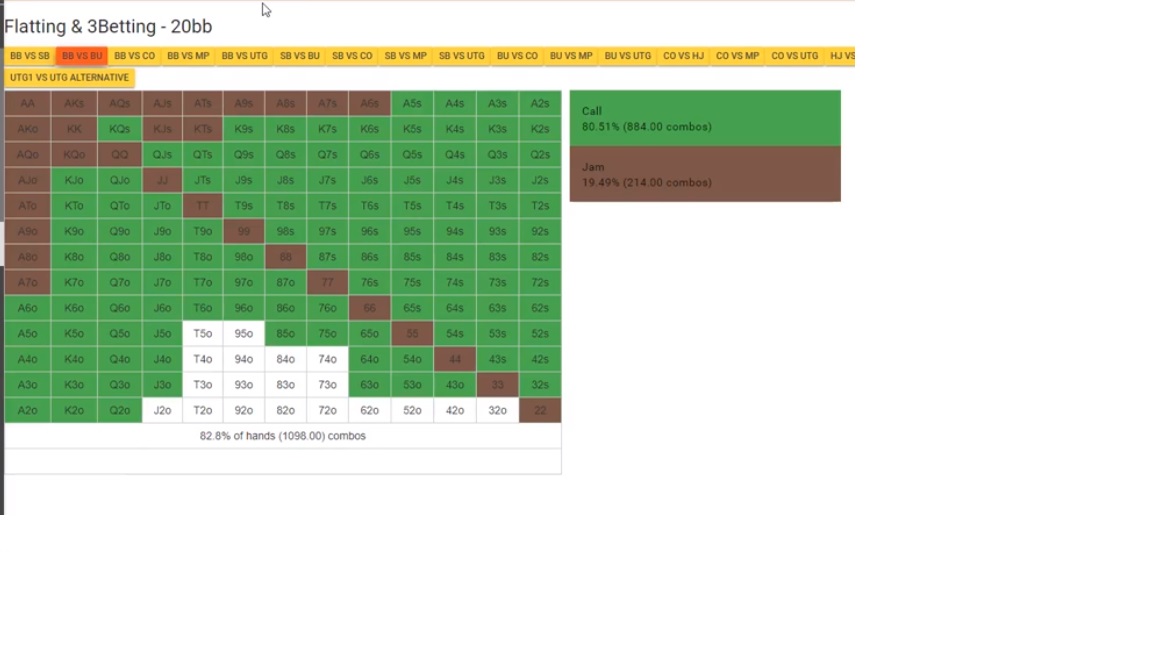 Flatting & 3Betting - 20bb
BB VS SB BB VS BU BB VS CO BB VS MP BB VS UTG SB VS BU SB VS CO SB VS MP SB VS UTG BU VS CO BU VS MP BU VS UTG CO VS HJ CO VS MP CO VS UTG HJ VS
UTG1 VS UTG ALTERNATIVE
AA AKs AQs AJs ATs A9s A8s A7s A6s A5s A4s A3s A2s
AKo KK KQs KJs KTs K9s K8s K7s K6s K5s K4s K3s K2s
AQo KQo QQ QJs QTs Q9s Q8s Q7s Q6s Q5s Q4s Q3s Q2s
AJo KJo QJo JJ JTs J9s J8s J7s J6s J5s J4s J3s J2s
ATo KTo QTo JTo TT T9s T8s T7s T6s T5s T4s T3s T2s
A9o K9o Q9o J9o T9o 99 98s 97s 96s 95s 94s 93s 92s
A8o K8o Q8o J8o T8o 98o 88 87s 86s 85s 84s 83s 82s
A7o K7o Q7o J7o T7o 97o 87o 77 76s 75s 74s 73s 72s
A6o K6o Q6o J6o T6o 96o 86o 76o 66 65s 64s 63s 62s
A5o K5o Q5o J5o T5o 95o 85o 75o 65o 55 54s 53s 52s
A4o K4o Q4o J4o T4o 94o 84o 74o 64o 54o 44 43s 42s
A3o K3o Q3o J3o T3o 93o 83o 73o 63o 53o 43o 33 32s
A2o K2o Q2o J2o T2o 92o 82o 72o 62o 52o 42o 32o 22
82.8% of hands (1098.00) combos
Call
80.51% (884.00 combos)
Jam
19.49% (214.00 combos)